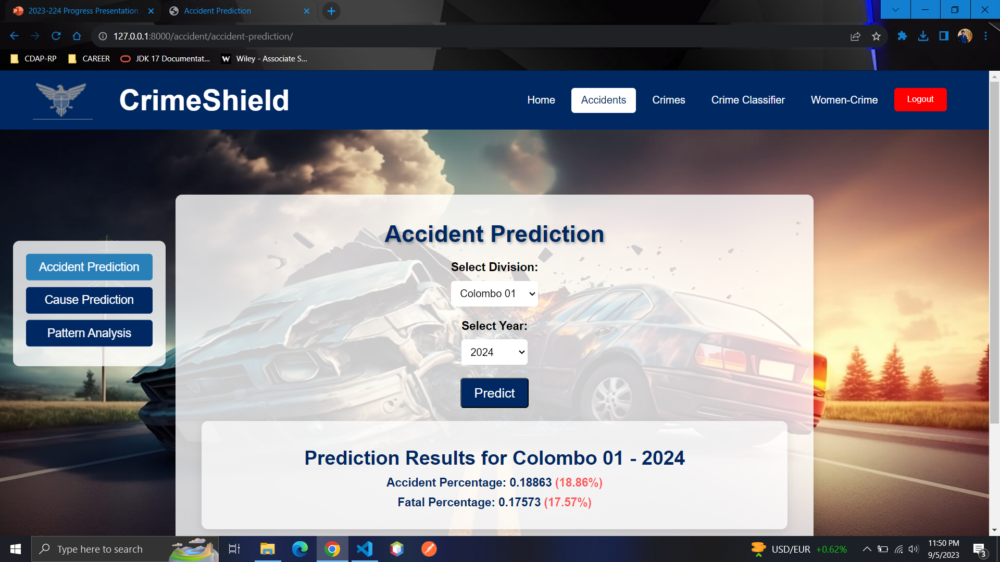 2023-224 Progress Presentation
Accident Prediction
127.0.0.1:8000/accident/accident-prediction/
CDAP-RP
CAREER
JDK 17 Documentat...
W
Wiley - Associate S...
CrimeShield
Home
Accidents
Crimes
Crime Classifier
Women-Crime
Logout
Accident Prediction
Cause Prediction
Pattern Analysis
Accident Prediction
Select Division:
Colombo 01
Select Year:
2024
Predict
Prediction Results for Colombo 01 - 2024
Accident Percentage: 0.18863 (18.86%)
Fatal Percentage: 0.17573 (17.57%)
Type here to search
USD/EUR +0.62%
11:50 PM
9/5/2023
3